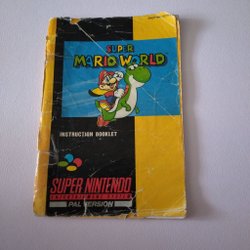 SUPER
MARIO WORLD
INSTRUCTION BOOKLET
SUPER NINTENDO
ENTERTAINMENT SYSTEM
PAL VERSION